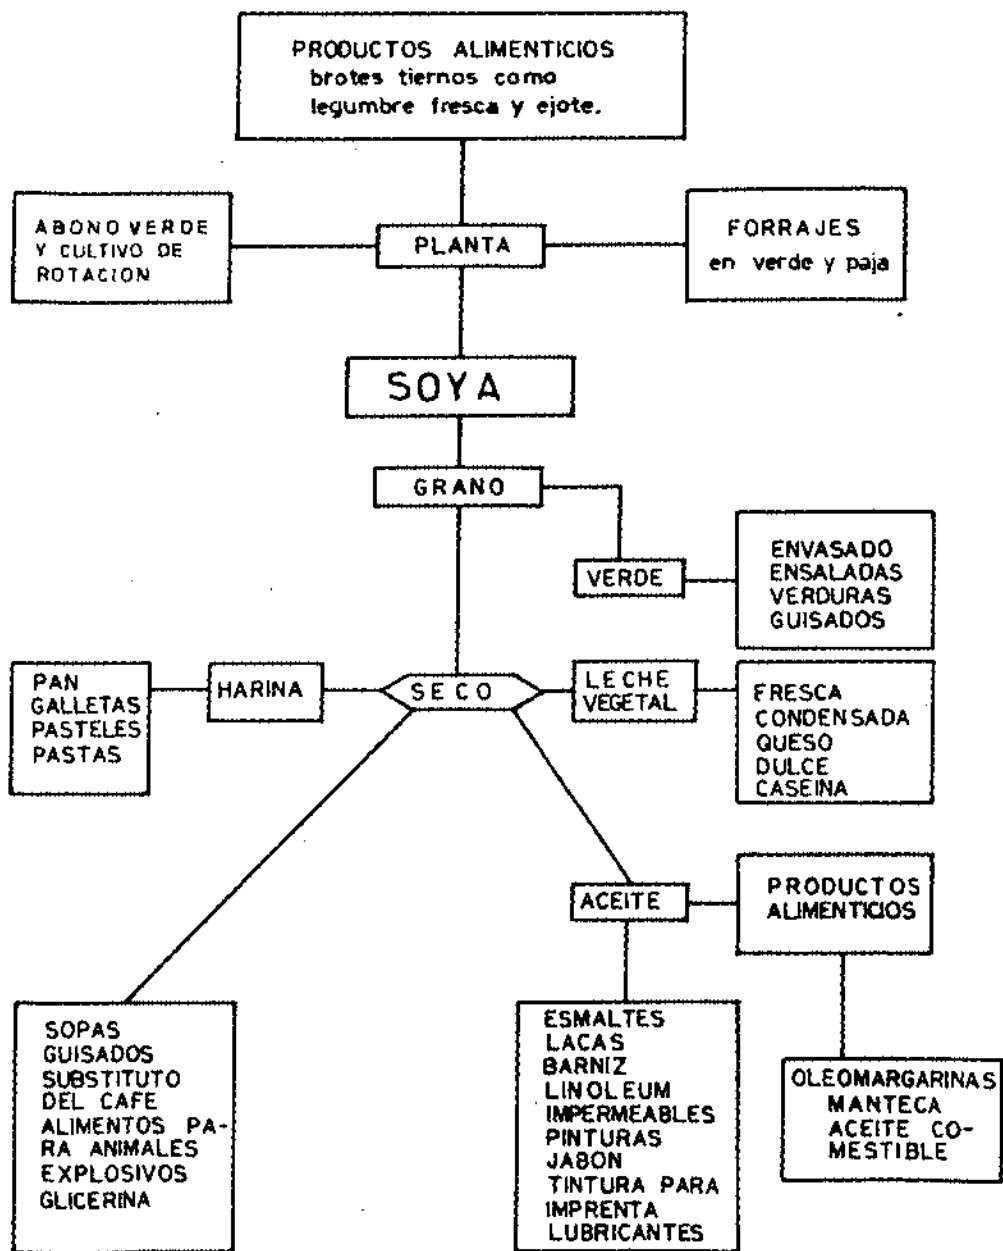 PRODUCTOS ALIMENTICIOS
brotes tiernos como
legumbre fresca y ejote.
ABONO VERDE
Y CULTIVO DE
ROTACION
PLANTA
FORRAJES
en verde y paja
SOYA
GRANO
VERDE
ENVASADO
ENSALADAS
VERDURAS
GUISADOS
PAN
GALLETAS
PASTELES
PASTAS
HARINA
SECO
LECHE
VEGETAL
FRESCA
CONDENSADA
QUESO
DULCE
CASEINA
ACEITE
PRODUCTOS
ALIMENTICIOS
SOPAS
GUISADOS
SUBSTITUTO
DEL CAFE
ALIMENTOS PA-
RA ANIMALES
EXPLOSIVOS
GLICERINA
ESMALTES
LACAS
BARNIZ
LINOLEUM
IMPERMEABLES
PINTURAS
JABON
TINTURA PARA
IMPRENTA
LUBRICANTES
OLEOMARGARINAS
MANTECA
ACEITE CO-
MESTIBLE